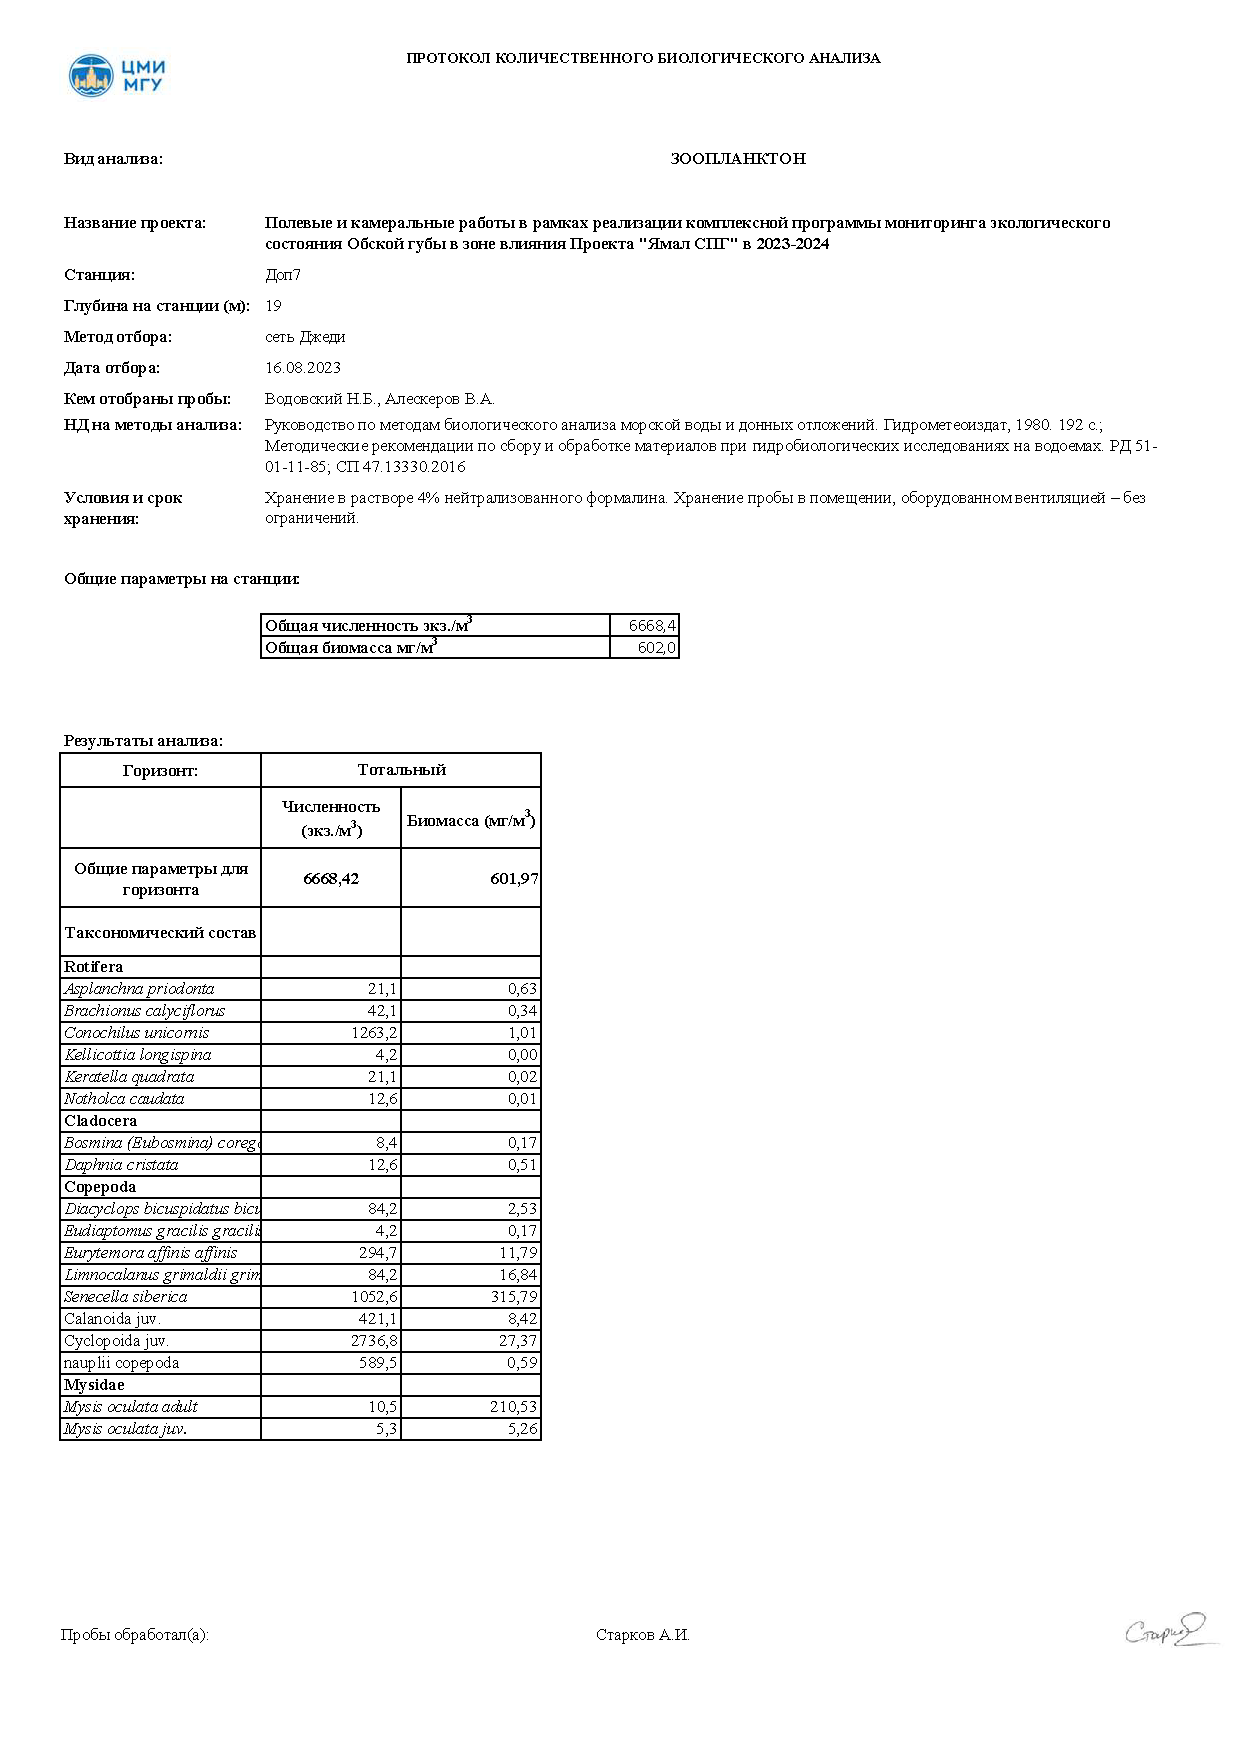 ЦМИ
МГУ
ПРОТОКОЛ КОЛИЧЕСТВЕННОГО БИОЛОГИЧЕСКОГО АНАЛИЗА
Вид анализа: ЗООПЛАНКТОН
Название проекта: Полевые и камеральные работы в рамках реализации комплексной программы мониторинга экологического
состояния Обской губы в зоне влияния Проекта "Ямал СПГ" в 2023-2024
Станция: Доп7
Глубина на станции (м): 19
Метод отбора: сеть Джеди
Дата отбора: 16.08.2023
Кем отобраны пробы: Водовский Н.Б., Алескеров В.А.
НД на методы анализа: Руководство по методам биологического анализа морской воды и донных отложений. Гидрометеоиздат, 1980. 192 с.;
Методические рекомендации по сбору и обработке материалов при гидробиологических исследованиях на водоемах. РД 51-
01-11-85; СП 47.13330.2016
Условия и срок Хранение в растворе 4% нейтрализованного формалина. Хранение пробы в помещении, оборудованном вентиляцией – без
хранения: ограничений.
Общие параметры на станции:
Общая численность экз./м³ 6668,4
Общая биомасса мг/м³ 602,0
Результаты анализа:
Горизонт: Тотальный
Численность
(экз./м³) Биомасса (мг/м³)
Общие параметры для
горизонта 6668,42 601,97
Таксономический состав
Rotifera
Asplanchna priodonta 21,1 0,63
Brachionus calyciflorus 42,1 0,34
Conochilus unicornis 1263,2 1,01
Kellicottia longispina 4,2 0,00
Keratella quadrata 21,1 0,02
Notholca caudata 12,6 0,01
Cladocera
Bosmina (Eubosmina) corego 8,4 0,17
Daphnia cristata 12,6 0,51
Copepoda
Diacyclops bicuspidatus bicu 84,2 2,53
Eudiaptomus gracilis gracilis 4,2 0,17
Eurytemora affinis affinis 294,7 11,79
Limnocalanus grimaldii grim 84,2 16,84
Senecella siberica 1052,6 315,79
Calanoida juv. 421,1 8,42
Cyclopoida juv. 2736,8 27,37
nauplii copepoda 589,5 0,59
Mysidae
Mysis oculata adult 10,5 210,53
Mysis oculata juv. 5,3 5,26
Пробы обработал(а): Старков А.И.